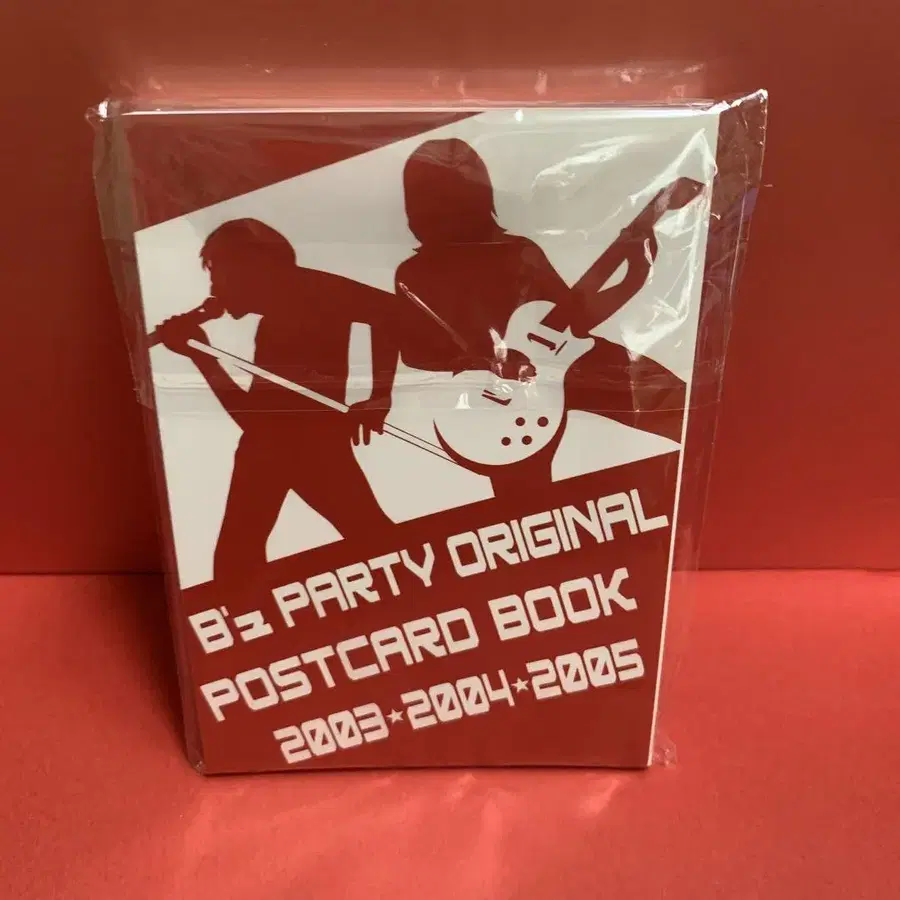 B'z PARTY ORIGINAL
POSTCARD BOOK
2003★2004★2005